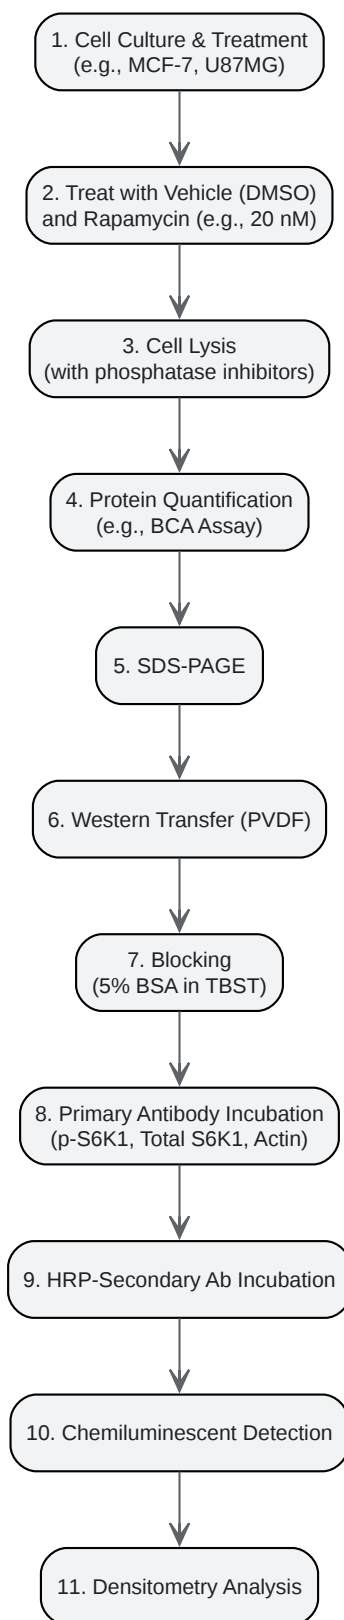 1. Cell Culture & Treatment
(e.g., MCF-7, U87MG)
2. Treat with Vehicle (DMSO)
and Rapamycin (e.g., 20 nM)
3. Cell Lysis
(with phosphatase inhibitors)
4. Protein Quantification
(e.g., BCA Assay)
5. SDS-PAGE
6. Western Transfer (PVDF)
7. Blocking
(5% BSA in TBST)
8. Primary Antibody Incubation
(p-S6K1, Total S6K1, Actin)
9. HRP-Secondary Ab Incubation
10. Chemiluminescent Detection
11. Densitometry Analysis